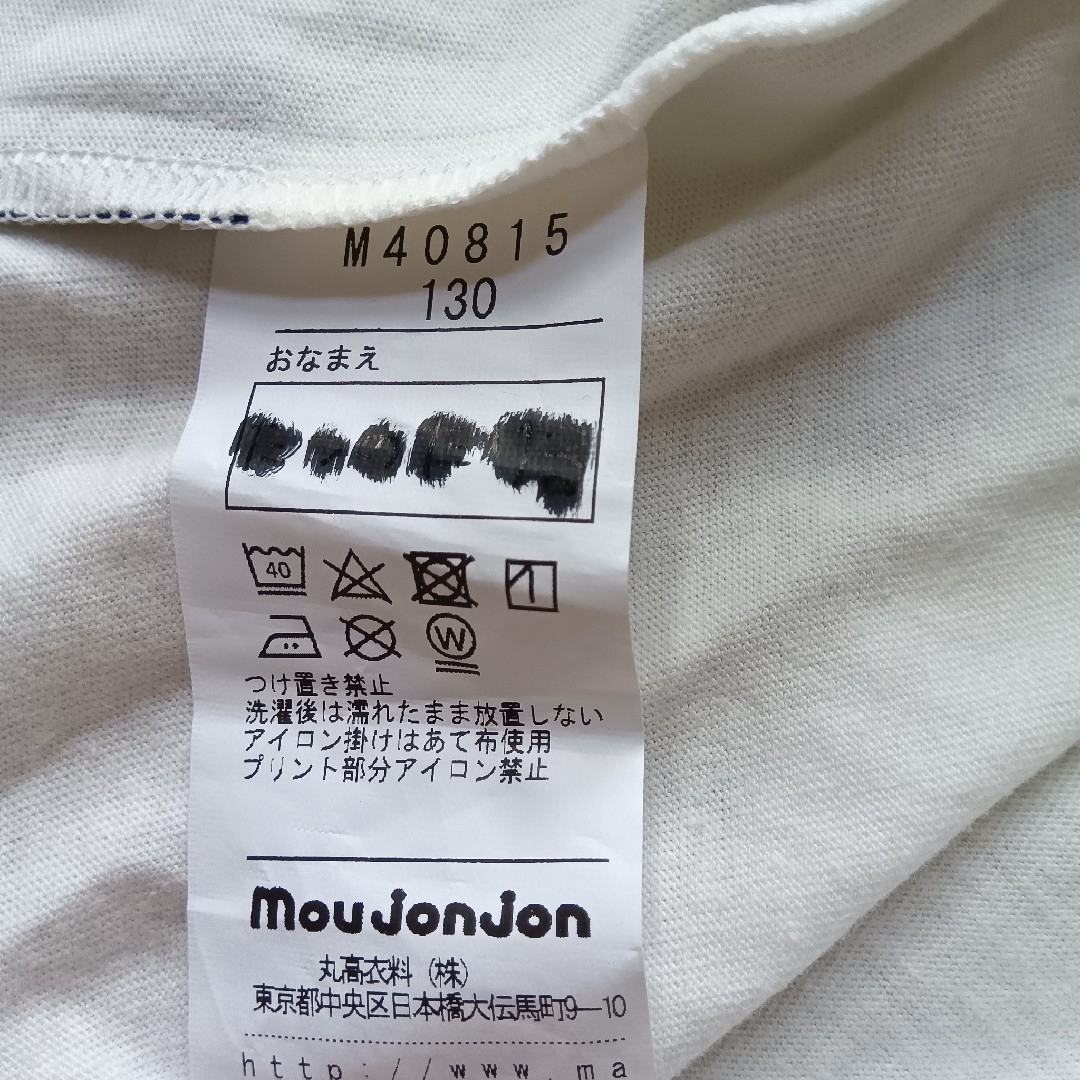 M40815
130
おなまえ
40
W
つけ置き禁止
洗濯後は濡れたまま放置しない
アイロン掛けはあて布使用
プリント部分アイロン禁止
moujonjon
丸高衣料（株）
東京都中央区日本橋大伝馬町9―10
http://www.ma